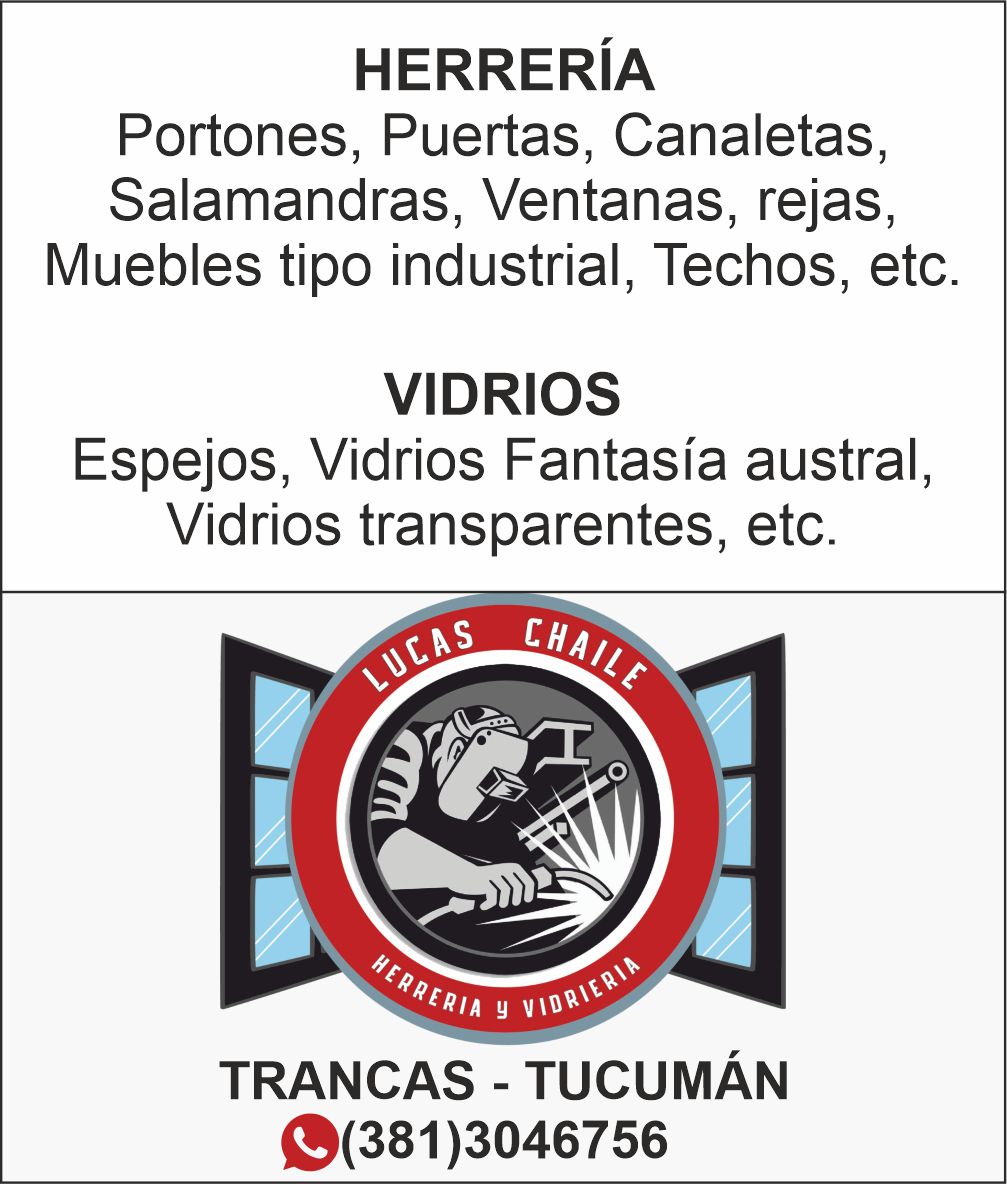 HERRERÍA
Portones, Puertas, Canaletas,
Salamandras, Ventanas, rejas,
Muebles tipo industrial, Techos, etc.
VIDRIOS
Espejos, Vidrios Fantasía austral,
Vidrios transparentes, etc.
LUCAS CHAILE
HERRERIA y VIDRIERIA
TRANCAS - TUCUMÁN
(381)3046756